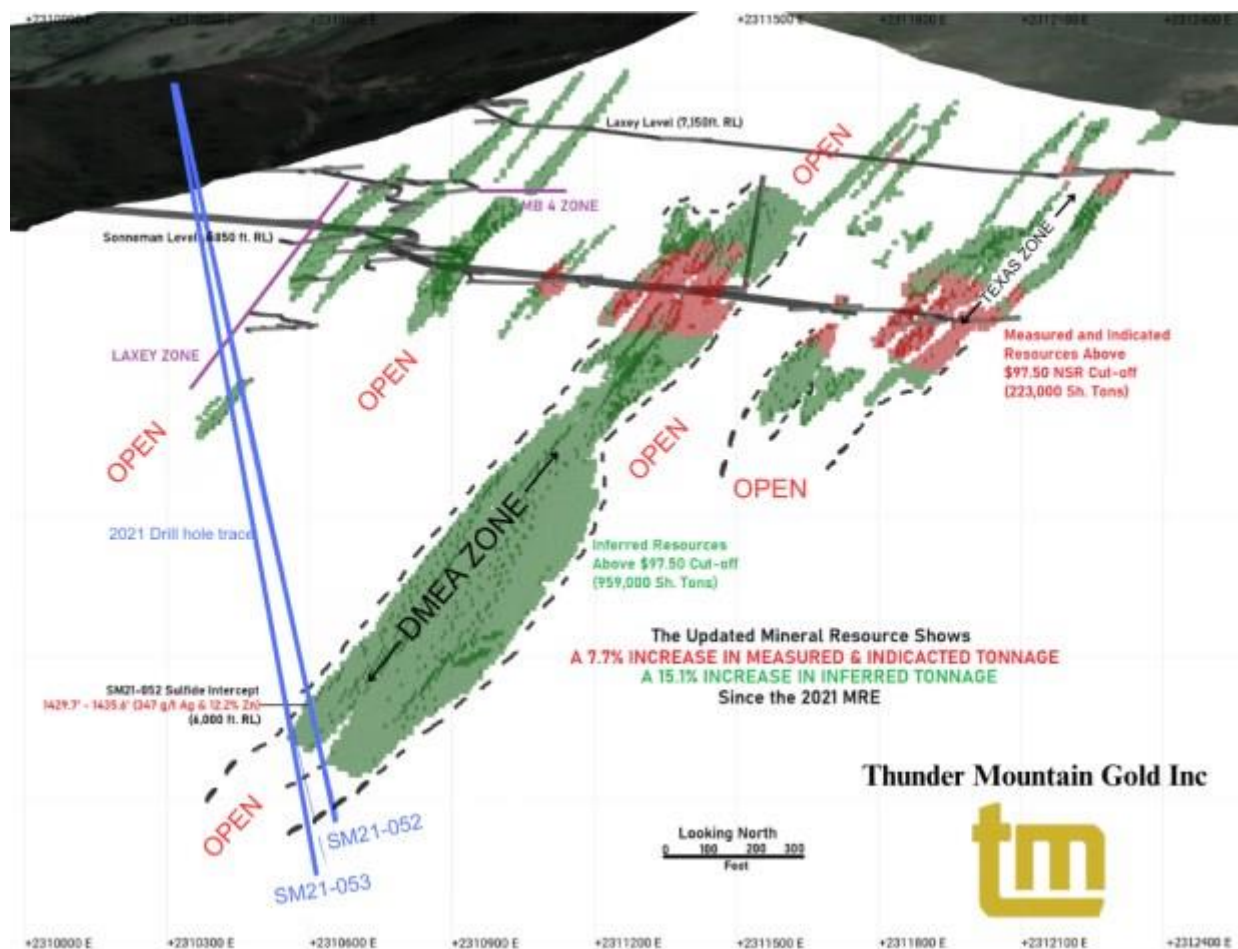 +2311500 E
+2311800 E
+2312100 E
+2312400 E
Laxey Level (7,150ft. RL)
OPEN
MB 4 ZONE
Sonneman Level (6850 ft. RL)
TEXAS ZONE
LAXEY ZONE
OPEN
Measured and Indicated
Resources Above
$97.50 NSR Cut-off
(223,000 Sh. Tons)
OPEN
OPEN
OPEN
2021 Drill hole trace
DMEA ZONE
Inferred Resources
Above $97.50 Cut-off
(959,000 Sh. Tons)
The Updated Mineral Resource Shows
A 7.7% INCREASE IN MEASURED & INDICACTED TONNAGE
A 15.1% INCREASE IN INFERRED TONNAGE
Since the 2021 MRE
SM21-052 Sulfide Intercept
1429.7' - 1435.6' (347 g/t Ag & 12.2% Zn)
(6,000 ft. RL)
Thunder Mountain Gold Inc
tm
OPEN
SM21-052
SM21-053
Looking North
0 100 200 300
Feet
+2310000 E
+2310300 E
+2310600 E
+2310900 E
+2311200 E
+2311500 E
+2311800 E
+2312100 E
+2312400 E